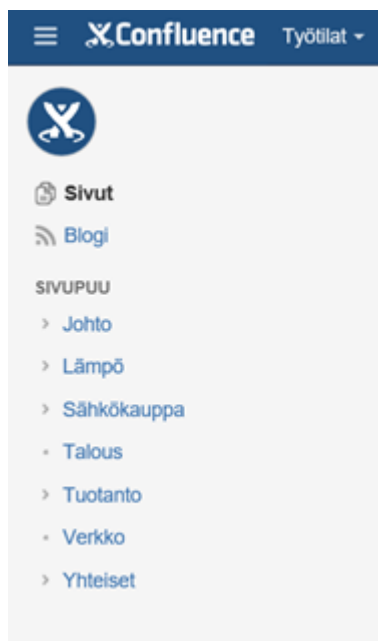 Confluence Työtilat
Sivut
Blogi
SIVUPUU
Johto
Lämpö
Sähkökauppa
Talous
Tuotanto
Verkko
Yhteiset